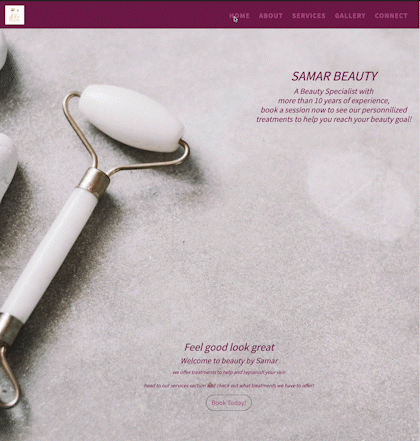 HOME ABOUT SERVICES GALLERY CONNECT
SAMAR BEAUTY
A Beauty Specialist with
more than 10 years of experience,
book a session now to see our personnilized
treatments to help you reach your beauty goal!
Feel good look great
Welcome to beauty by Samar
we offer treatments to help and replanish your skin
head to our services section and check out what treatments we have to offer!
Book Today!